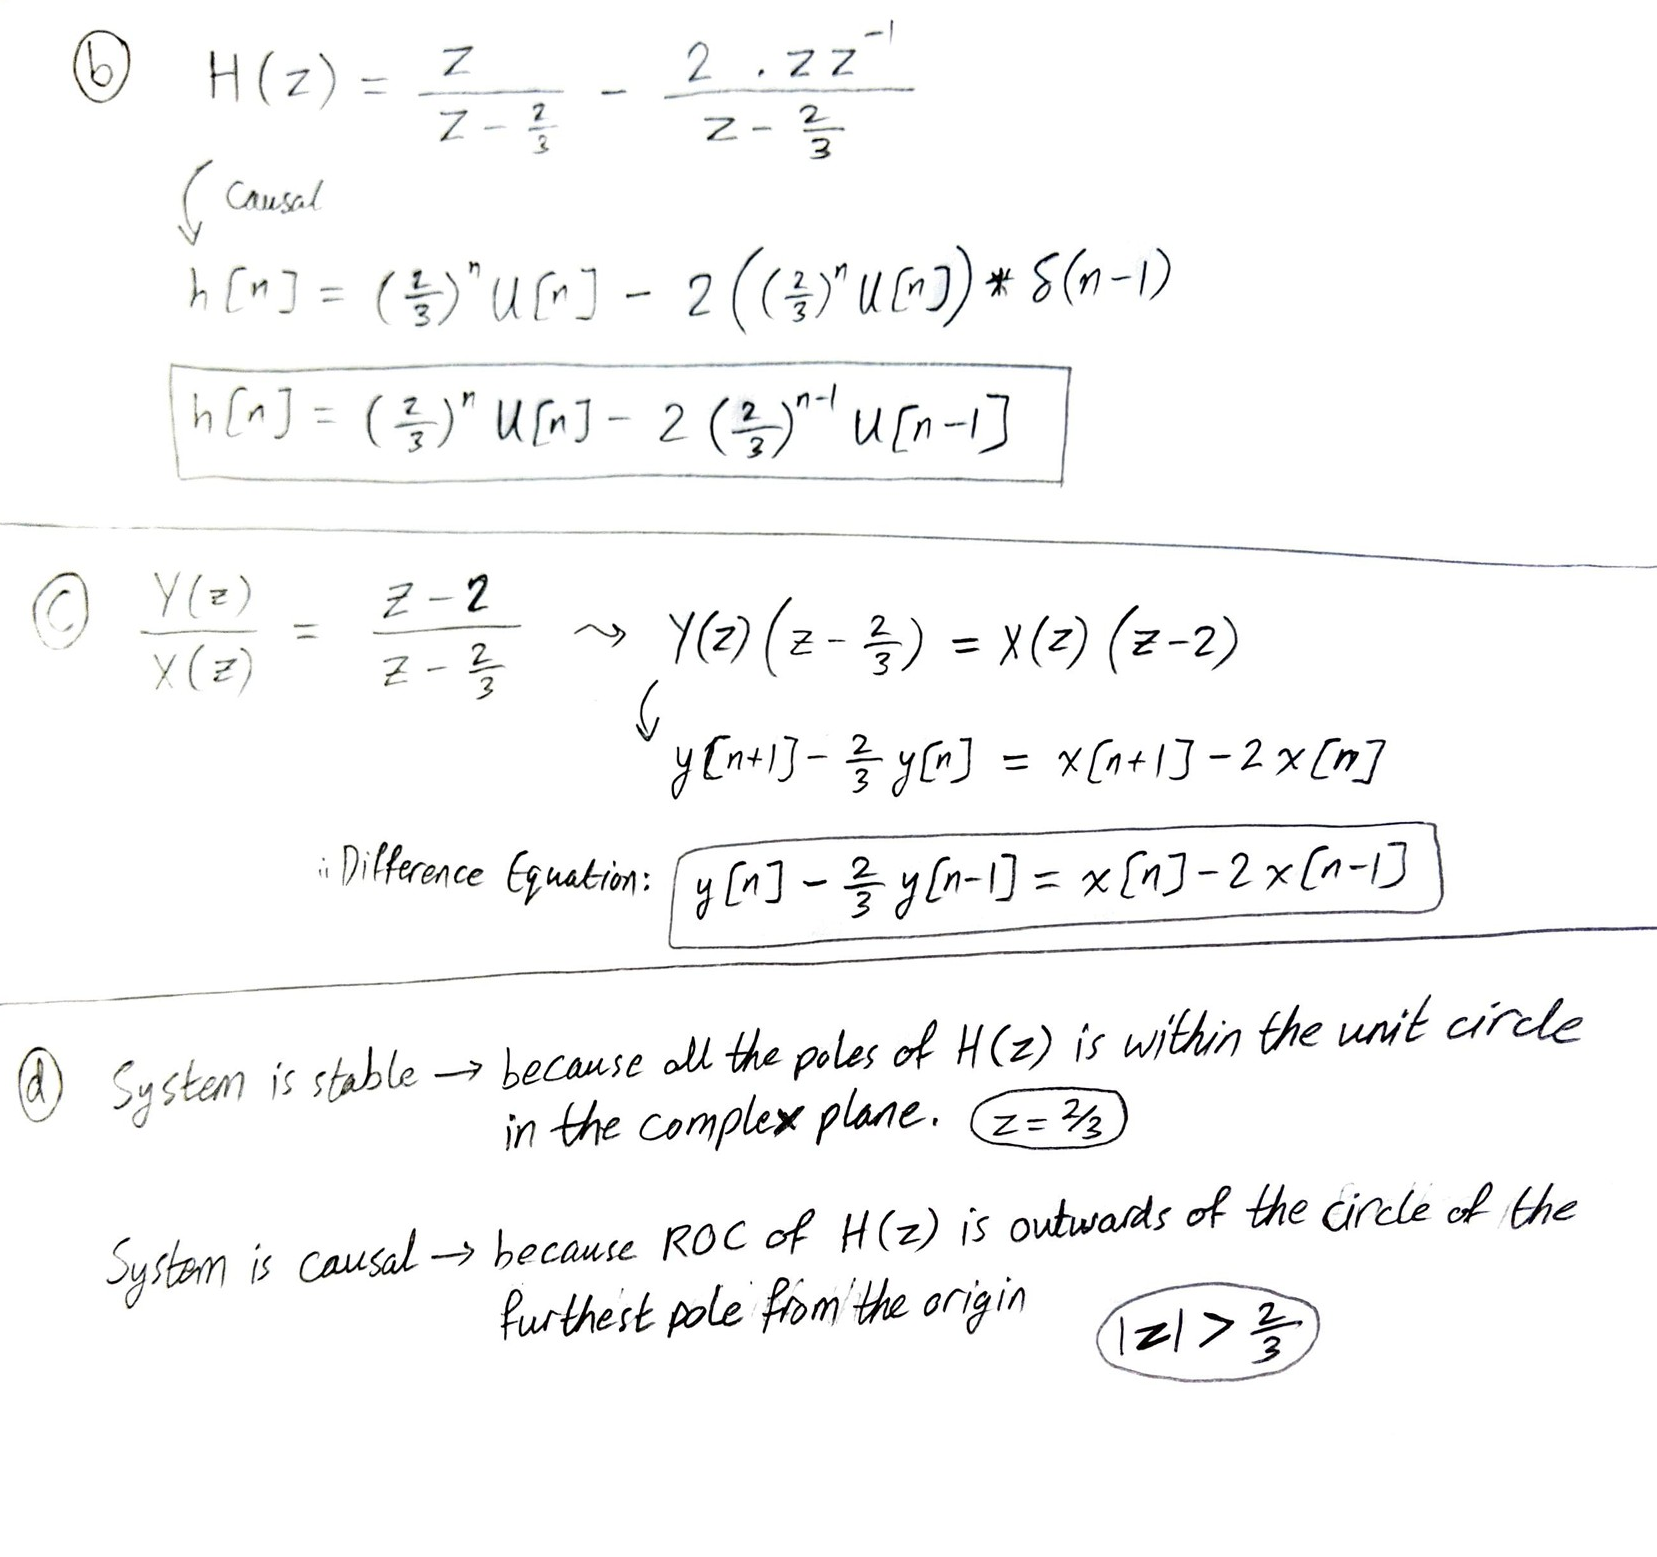 (b) H(z) = z / (z - 2/3) - 2 . z z^-1 / (z - 2/3)
Causal
h[n] = (2/3)^n u[n] - 2((2/3)^n u[n]) * δ(n-1)
h[n] = (2/3)^n u[n] - 2(2/3)^n-1 u[n-1]
(c) Y(z) / X(z) = (z - 2) / (z - 2/3) ⇝ Y(z)(z - 2/3) = X(z)(z-2)
y[n+1] - 2/3 y[n] = x[n+1] - 2x[n]
∴ Difference Equation: y[n] - 2/3 y[n-1] = x[n] - 2x[n-1]
(d) System is stable → because all the poles of H(z) is within the unit circle
in the complex plane. z = 2/3
System is causal → because ROC of H(z) is outwards of the circle of the
furthest pole from the origin |z| > 2/3